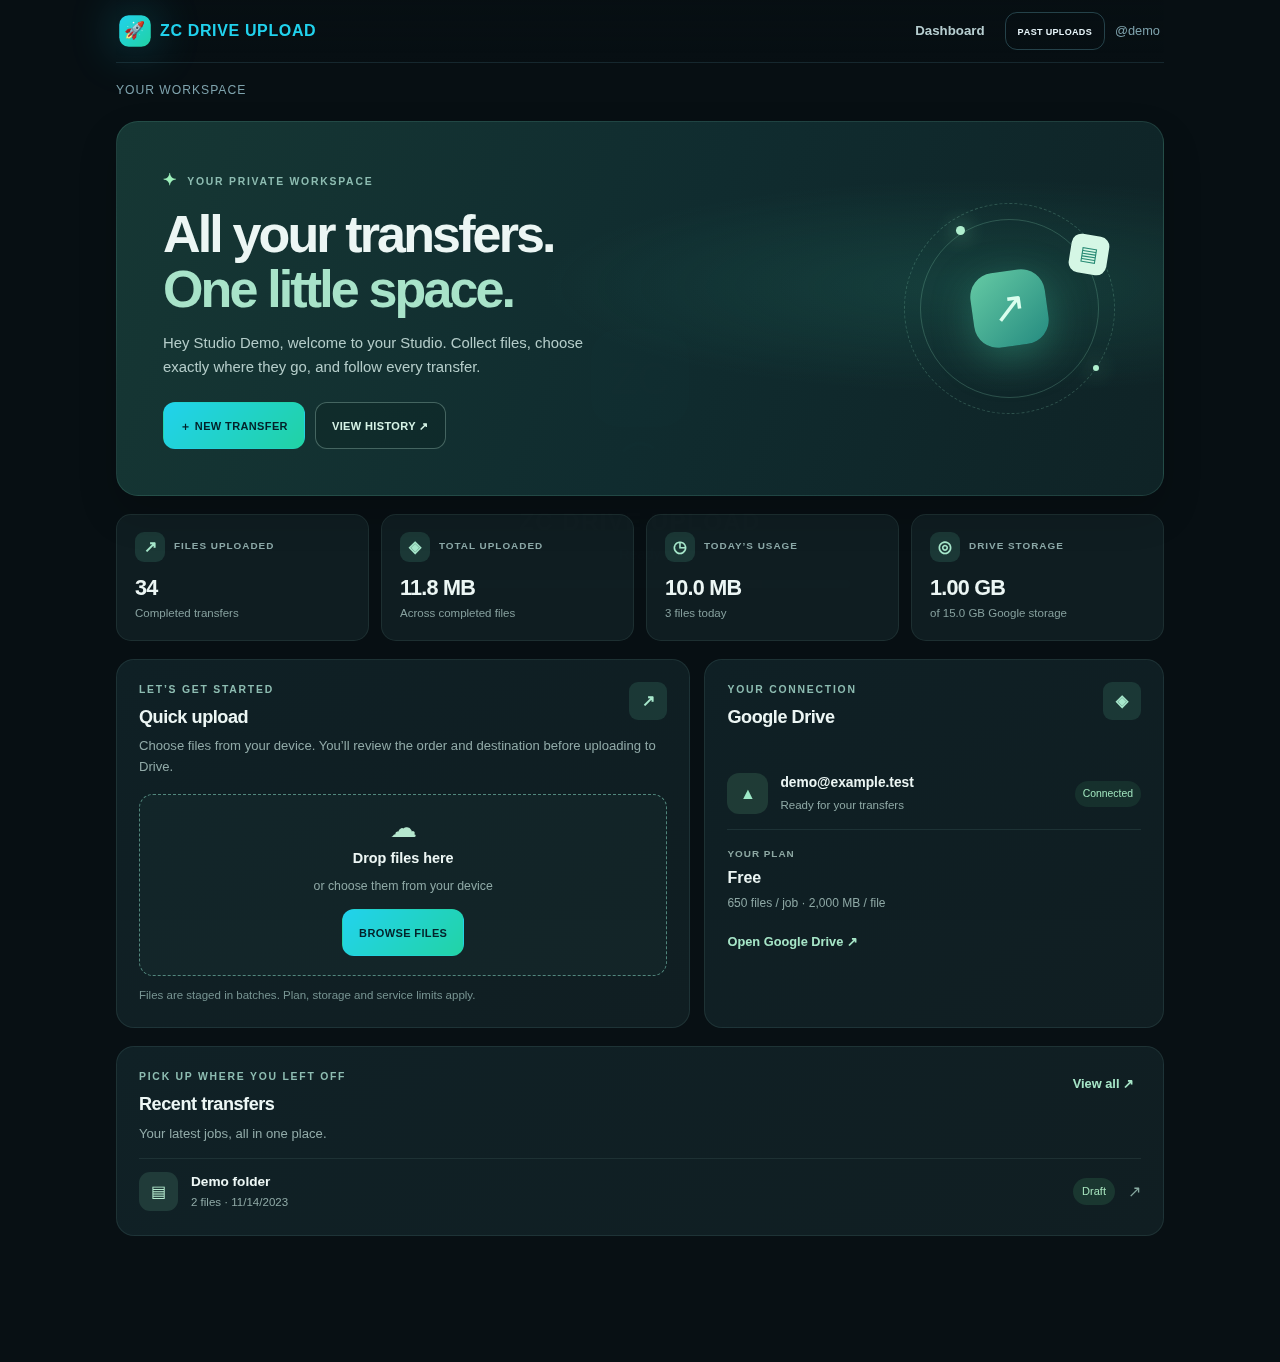 ZC DRIVE UPLOAD
Dashboard
PAST UPLOADS
@demo
YOUR WORKSPACE
YOUR PRIVATE WORKSPACE
All your transfers.
One little space.
Hey Studio Demo, welcome to your Studio. Collect files, choose
exactly where they go, and follow every transfer.
+ NEW TRANSFER
VIEW HISTORY ↗
FILES UPLOADED
34
Completed transfers
TOTAL UPLOADED
11.8 MB
Across completed files
TODAY'S USAGE
10.0 MB
3 files today
DRIVE STORAGE
1.00 GB
of 15.0 GB Google storage
LET'S GET STARTED
Quick upload
Choose files from your device. You’ll review the order and destination before uploading to
Drive.
Drop files here
or choose them from your device
BROWSE FILES
Files are staged in batches. Plan, storage and service limits apply.
YOUR CONNECTION
Google Drive
demo@example.test
Ready for your transfers
Connected
YOUR PLAN
Free
650 files / job · 2,000 MB / file
Open Google Drive ↗
PICK UP WHERE YOU LEFT OFF
Recent transfers
Your latest jobs, all in one place.
View all ↗
Demo folder
2 files · 11/14/2023
Draft ↗